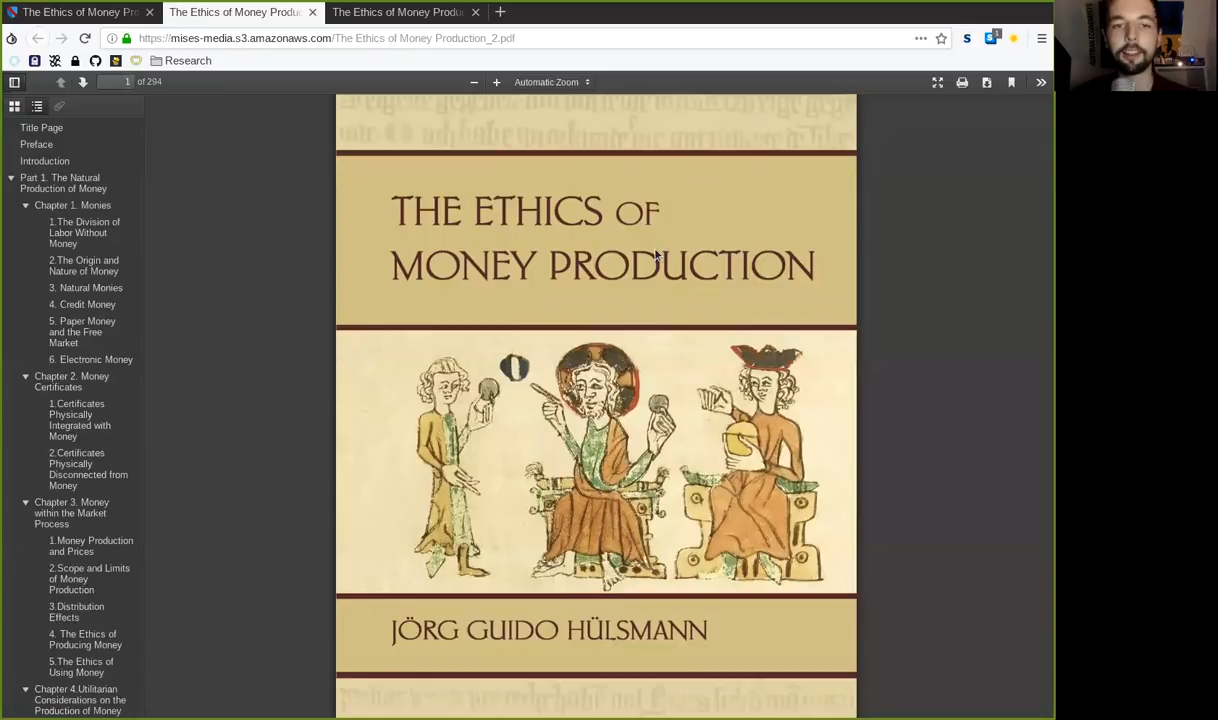 The Ethics of Money Pro
The Ethics of Money Produc
The Ethics of Money Produc
https://mises-media.s3.amazonaws.com/The Ethics of Money Production_2.pdf
S
S
1
Research
1
of 294
Automatic Zoom
Title Page
Preface
Introduction
Part 1. The Natural
Production of Money
Chapter 1. Monies
1.The Division of
Labor Without
Money
2.The Origin and
Nature of Money
3. Natural Monies
4. Credit Money
5. Paper Money
and the Free
Market
6. Electronic Money
Chapter 2. Money
Certificates
1.Certificates
Physically
Integrated with
Money
2.Certificates
Physically
Disconnected from
Money
Chapter 3. Money
within the Market
Process
1.Money Production
and Prices
2.Scope and Limits
of Money
Production
3.Distribution
Effects
4. The Ethics of
Producing Money
5.The Ethics of
Using Money
Chapter 4.Utilitarian
Considerations on the
Production of Money
THE ETHICS OF
MONEY PRODUCTION
JÖRG GUIDO HÜLSMANN